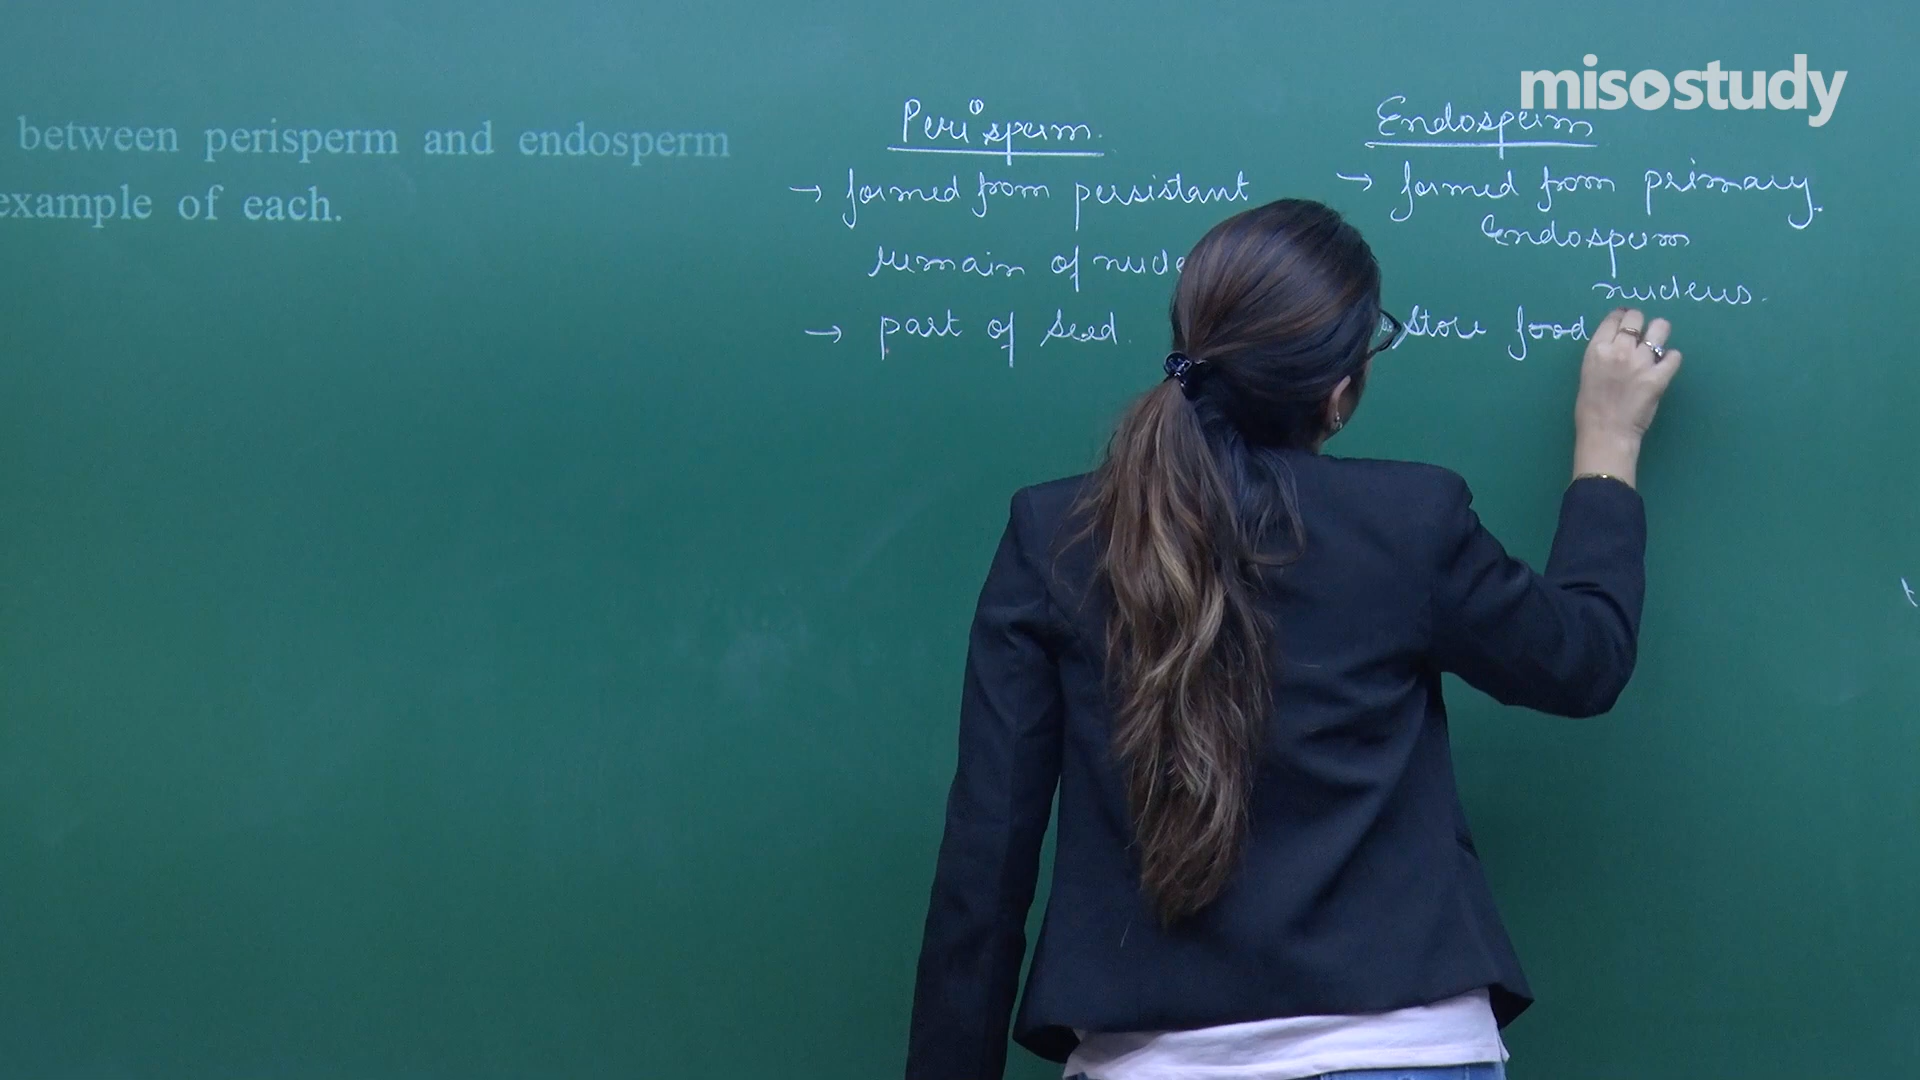 misostudy
between perisperm and endosperm
example of each.
Perisperm.
→ formed from persistant
remain of
→ part of seed.
Endosperm
→ formed from primary
Endosperm
nucleus.
Store food